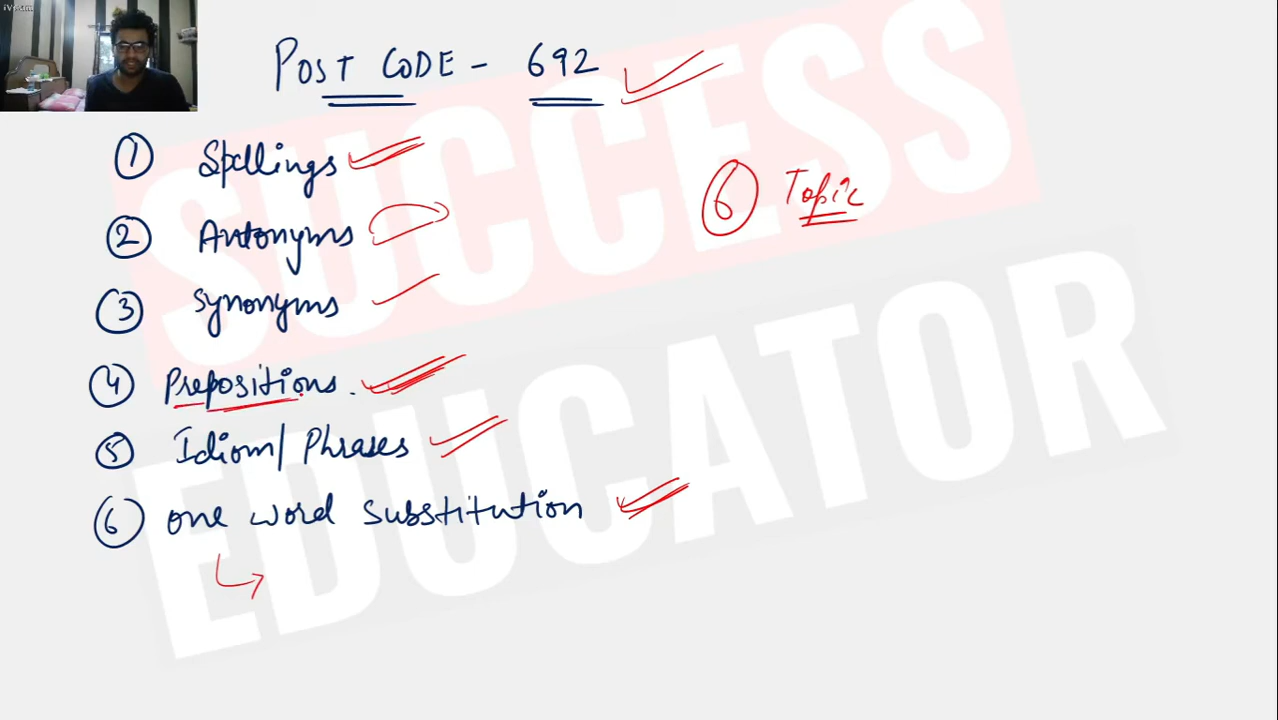 POST CODE - 692
① Spellings
⑥ Topic
② Antonyms
③ Synonyms
④ Prepositions.
⑤ Idiom/Phrases
⑥ one word substitution
SUCCESS
EDUCATOR